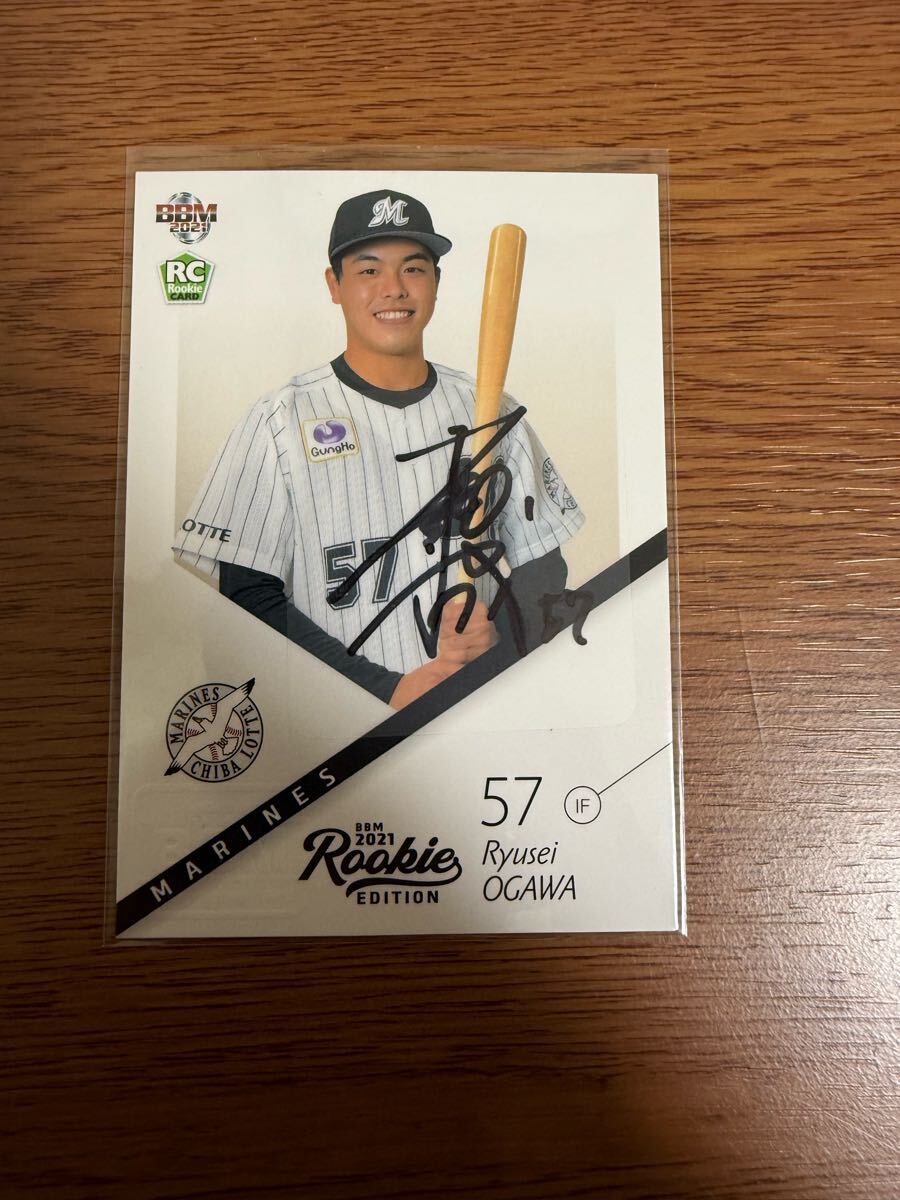 BBM
2021
RC
Rookie
CARD
M
GungHo
OTTE
57
57
MARINES
CHIBA LOTTE
MARINES
57
IF
BBM
2021
Rookie
EDITION
Ryusei
OGAWA